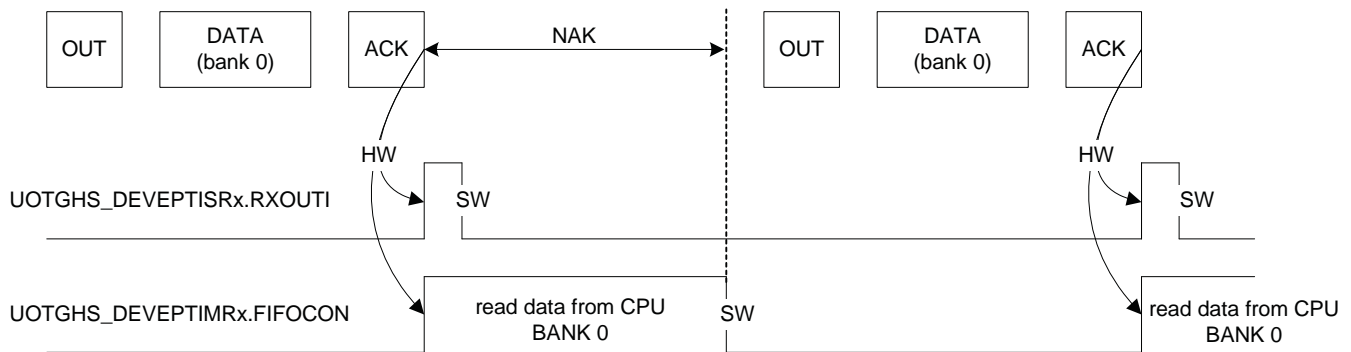 OUT
DATA
(bank 0)
ACK
NAK
OUT
DATA
(bank 0)
ACK
HW
HW
UOTGHS_DEVEPTISRx.RXOUTI
SW
SW
UOTGHS_DEVEPTIMRx.FIFOCON
read data from CPU
BANK 0
SW
read data from CPU
BANK 0